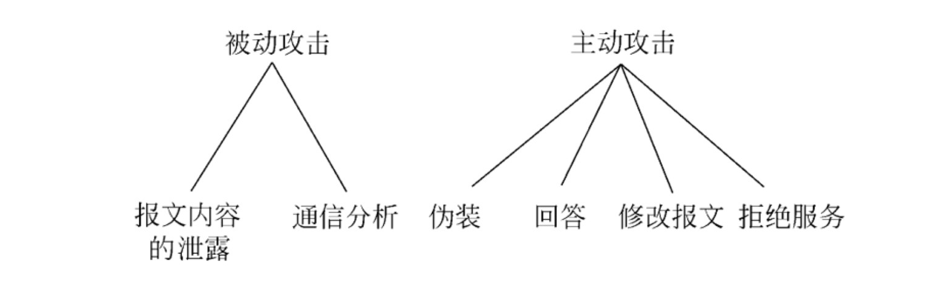 被动攻击
主动攻击
报文内容
的泄露
通信分析
伪装
回答
修改报文
拒绝服务